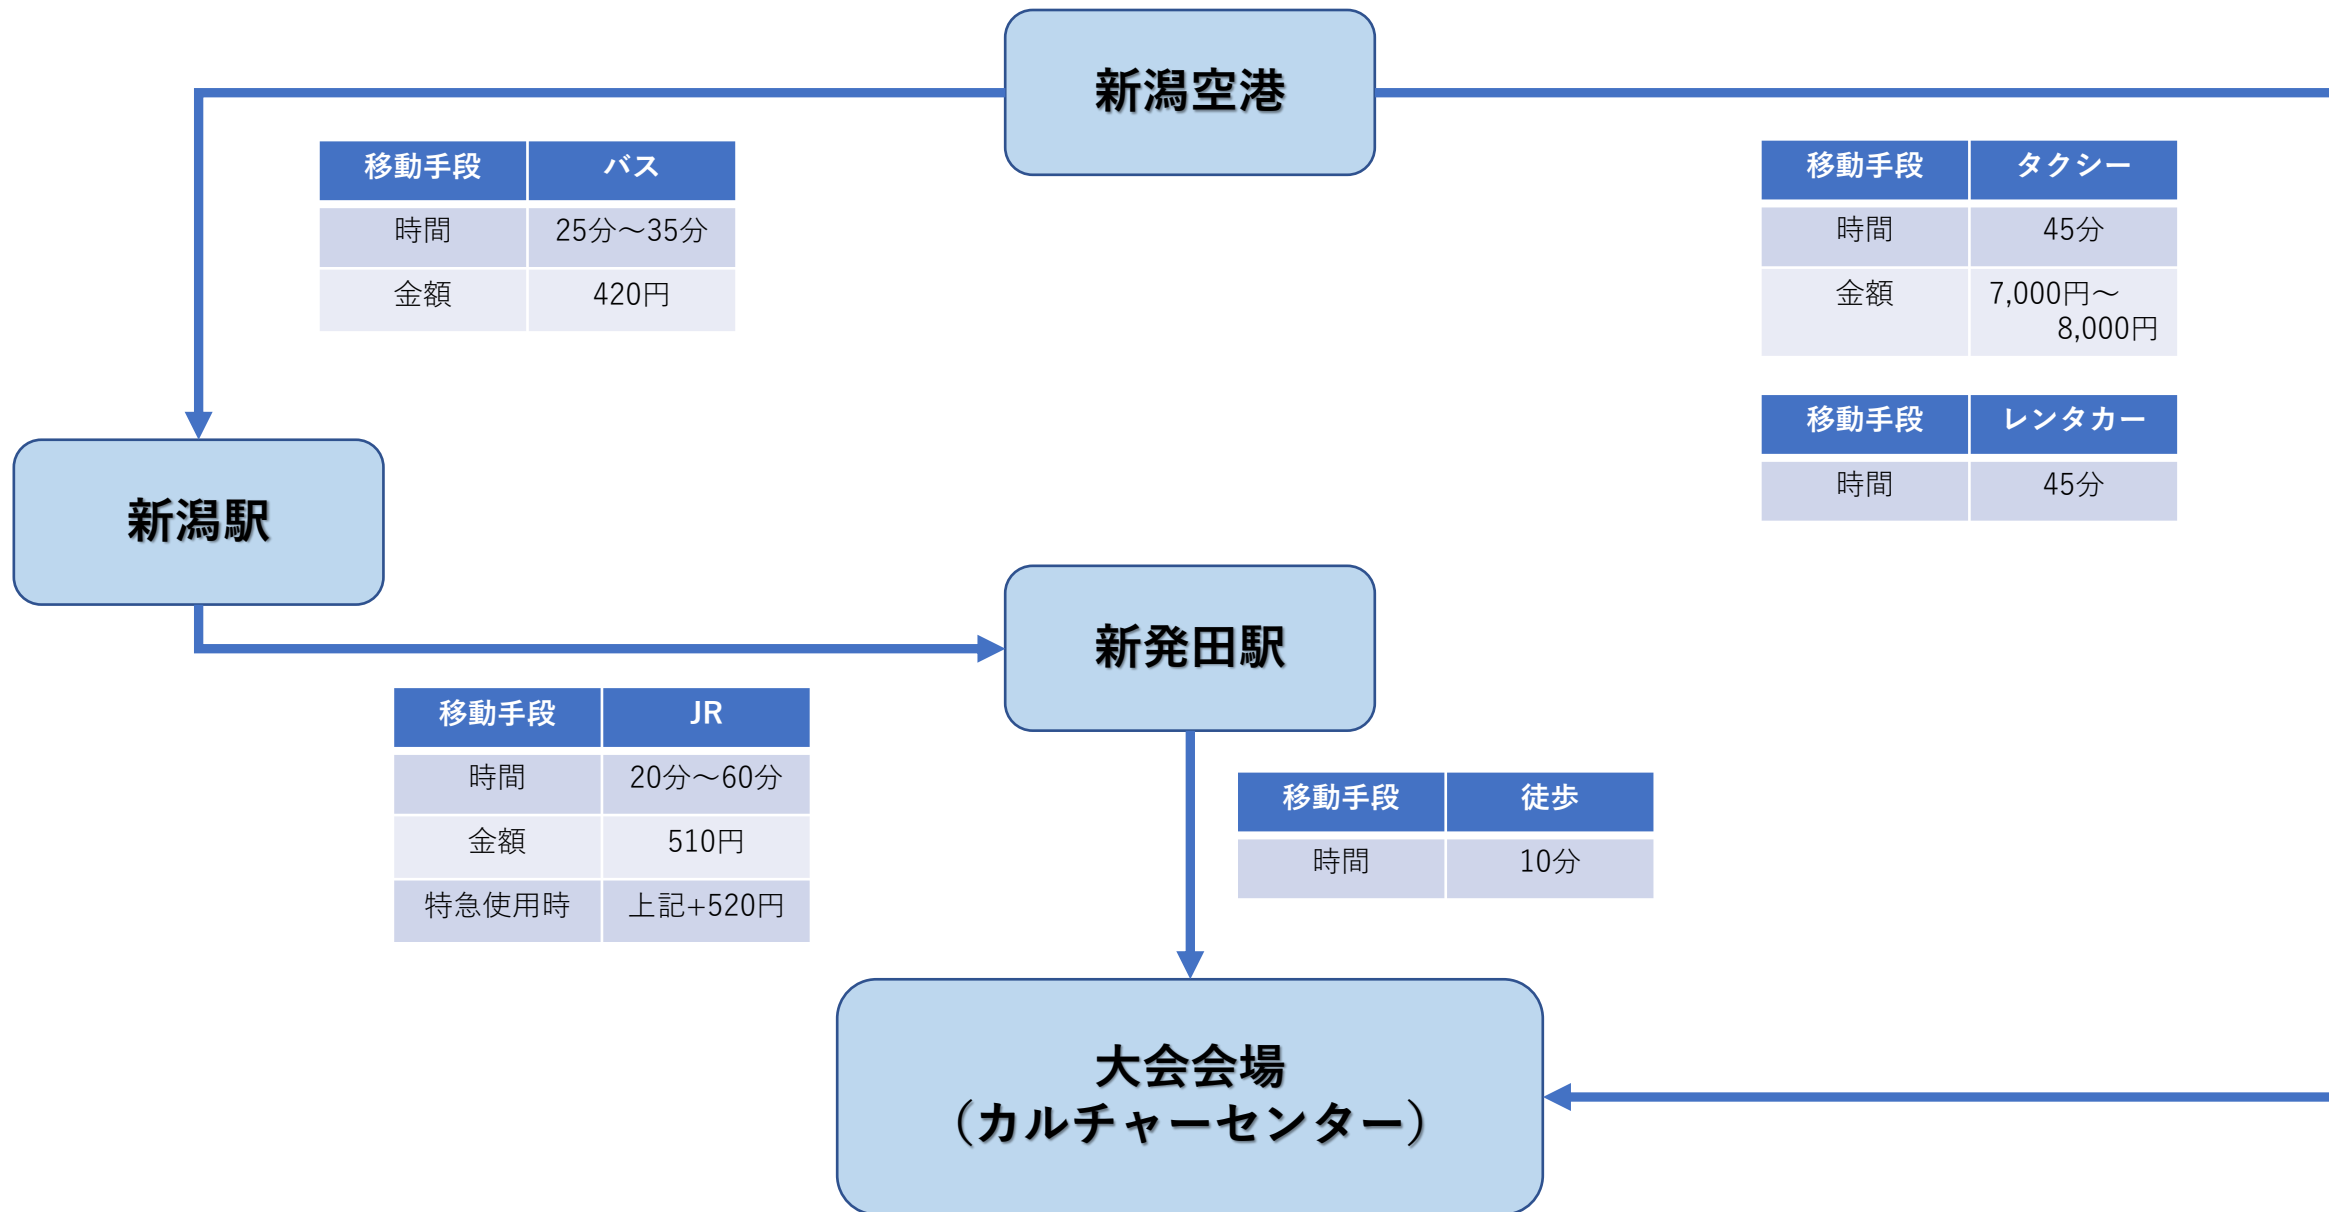 新潟空港
移動手段 バス
時間 25分～35分
金額 420円
移動手段 タクシー
時間 45分
金額 7,000円～
8,000円
移動手段 レンタカー
時間 45分
新潟駅
新発田駅
移動手段 JR
時間 20分～60分
金額 510円
特急使用時 上記+520円
移動手段 徒歩
時間 10分
大会会場
（カルチャーセンター）